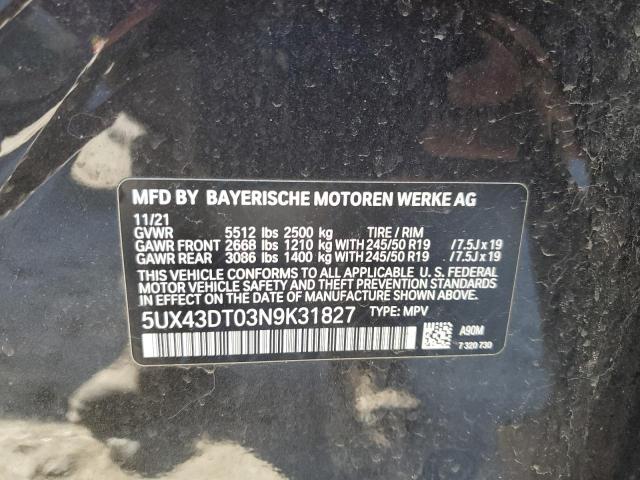 MFD BY BAYERISCHE MOTOREN WERKE AG
11/21
GVWR 5512 lbs 2500 kg TIRE / RIM
GAWR FRONT 2668 lbs 1210 kg WITH 245/50 R19 /7.5J x 19
GAWR REAR 3086 lbs 1400 kg WITH 245/50 R19 /7.5J x 19
THIS VEHICLE CONFORMS TO ALL APPLICABLE U. S. FEDERAL
MOTOR VEHICLE SAFETY, BUMPER, AND THEFT PREVENTION
STANDARDS IN EFFECT ON THE DATE OF MANUFACTURE SHOWN ABOVE.
5UX43DT03N9K31827 TYPE: MPV
A90M
7 320 730